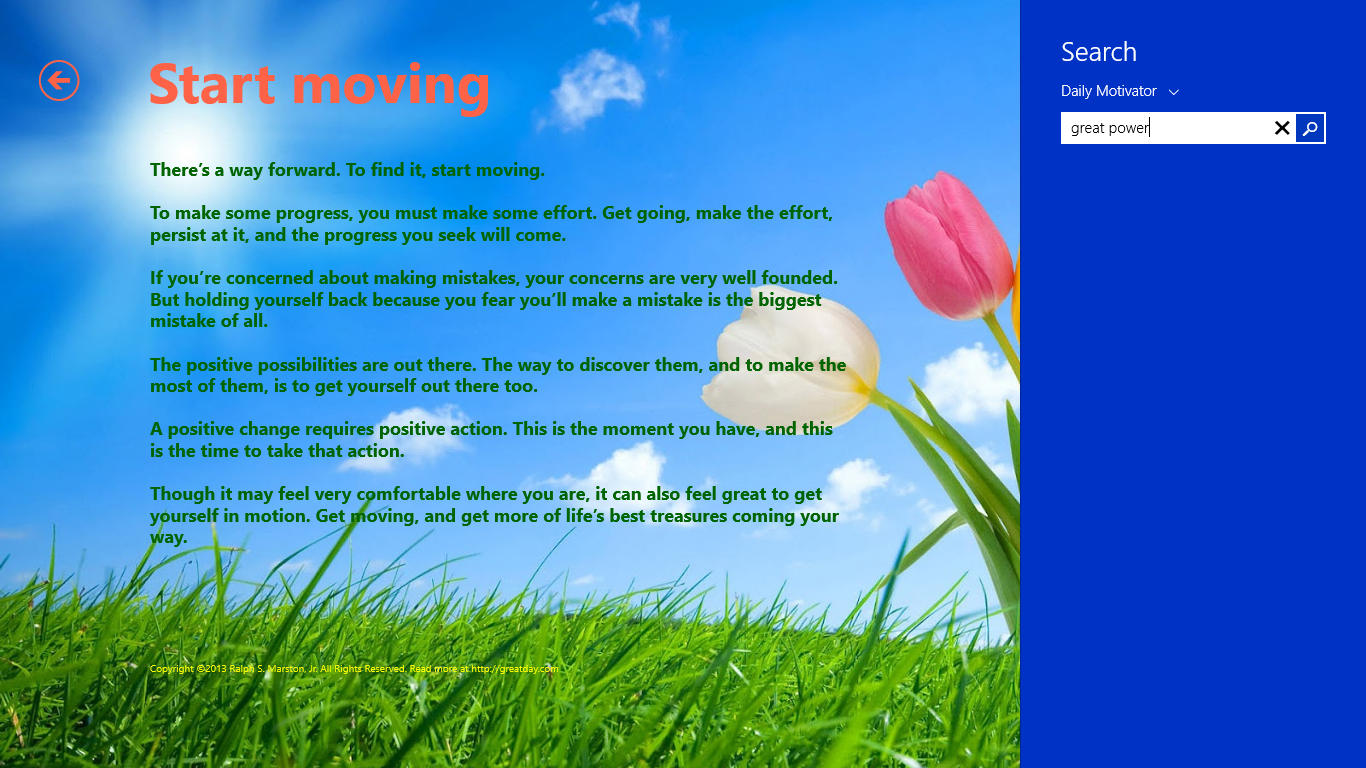 Start moving
There's a way forward. To find it, start moving.
To make some progress, you must make some effort. Get going, make the effort,
persist at it, and the progress you seek will come.
If you're concerned about making mistakes, your concerns are very well founded.
But holding yourself back because you fear you'll make a mistake is the biggest
mistake of all.
The positive possibilities are out there. The way to discover them, and to make the
most of them, is to get yourself out there too.
A positive change requires positive action. This is the moment you have, and this
is the time to take that action.
Though it may feel very comfortable where you are, it can also feel great to get
yourself in motion. Get moving, and get more of life's best treasures coming your
way.
Copyright ©2013 Ralph S. Marston, Jr. All Rights Reserved. Read more at http://greatday.com
Search
Daily Motivator
great power